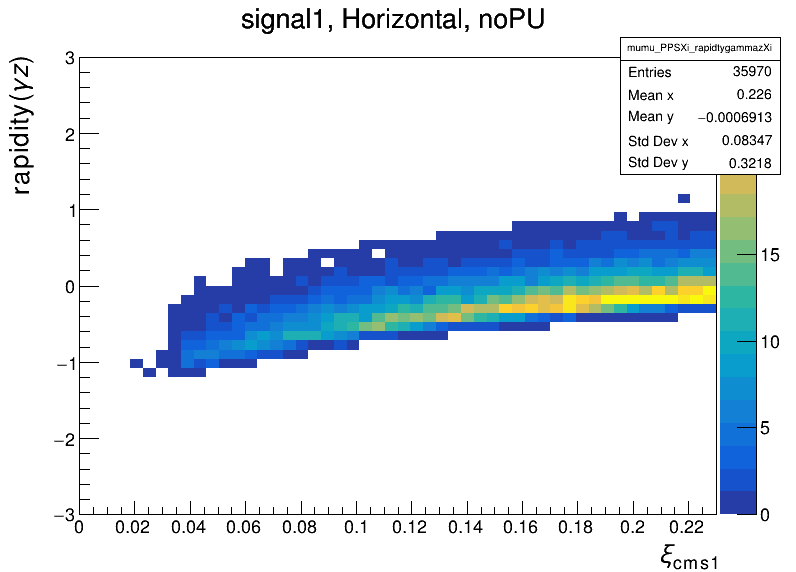 signal1, Horizontal, noPU
mumu_PPSXi_rapidtygammazXi
Entries 35970
Mean x 0.226
Mean y −0.0006913
Std Dev x 0.08347
Std Dev y 0.3218
rapidity(γz)
3
2
1
0
−1
−2
−3
15
10
5
0
0 0.02 0.04 0.06 0.08 0.1 0.12 0.14 0.16 0.18 0.2 0.22
ξcms1